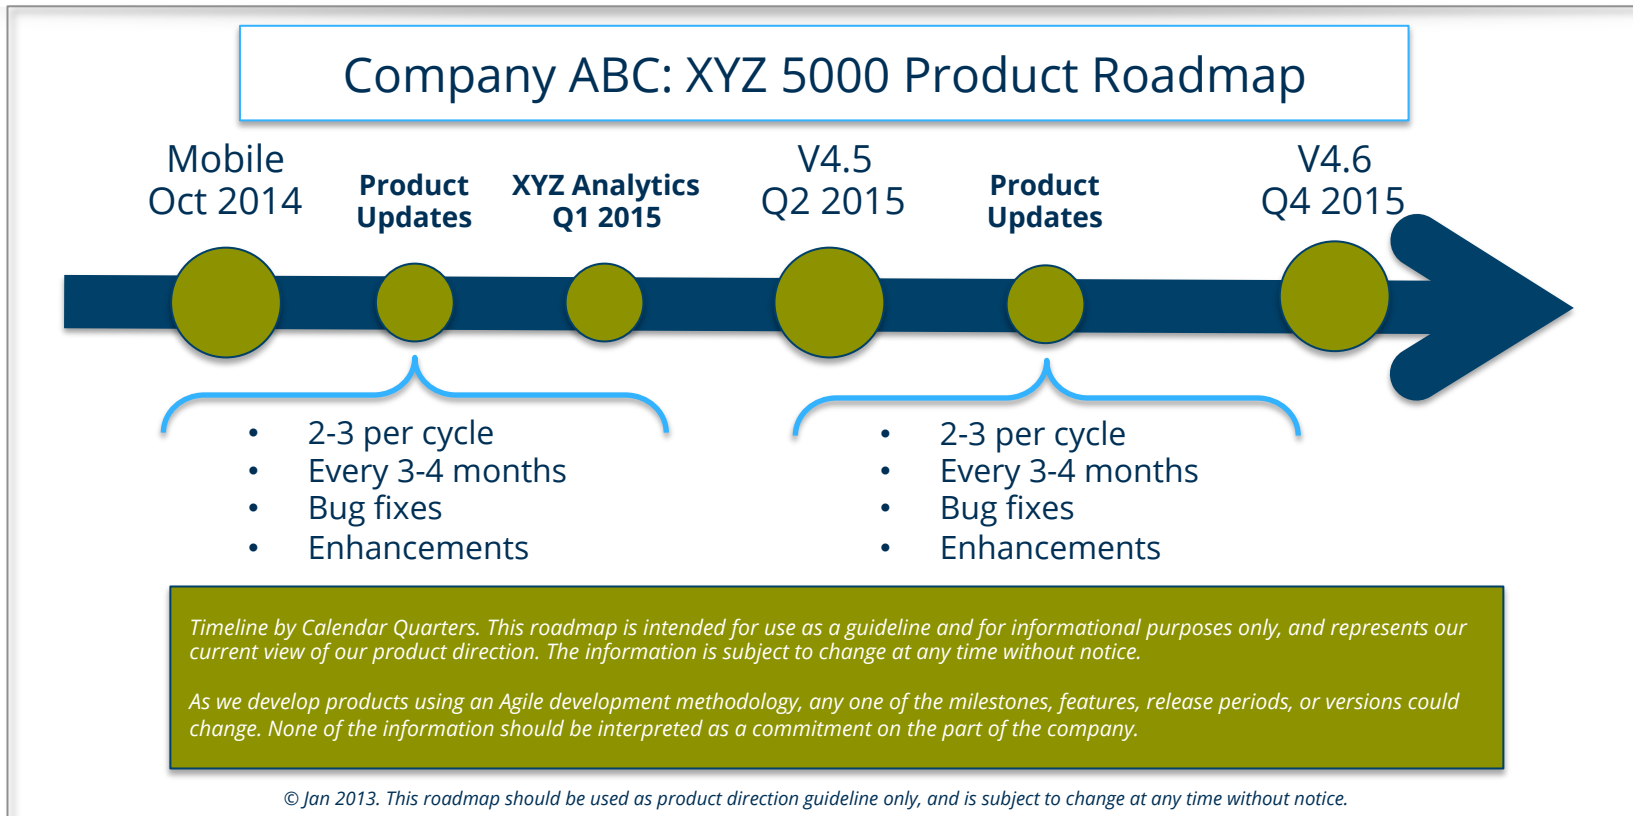 Company ABC: XYZ 5000 Product Roadmap
Mobile
Oct 2014
Product
Updates
XYZ Analytics
Q1 2015
V4.5
Q2 2015
Product
Updates
V4.6
Q4 2015
• 2-3 per cycle
• Every 3-4 months
• Bug fixes
• Enhancements
• 2-3 per cycle
• Every 3-4 months
• Bug fixes
• Enhancements
Timeline by Calendar Quarters. This roadmap is intended for use as a guideline and for informational purposes only, and represents our
current view of our product direction. The information is subject to change at any time without notice.
As we develop products using an Agile development methodology, any one of the milestones, features, release periods, or versions could
change. None of the information should be interpreted as a commitment on the part of the company.
© Jan 2013. This roadmap should be used as product direction guideline only, and is subject to change at any time without notice.